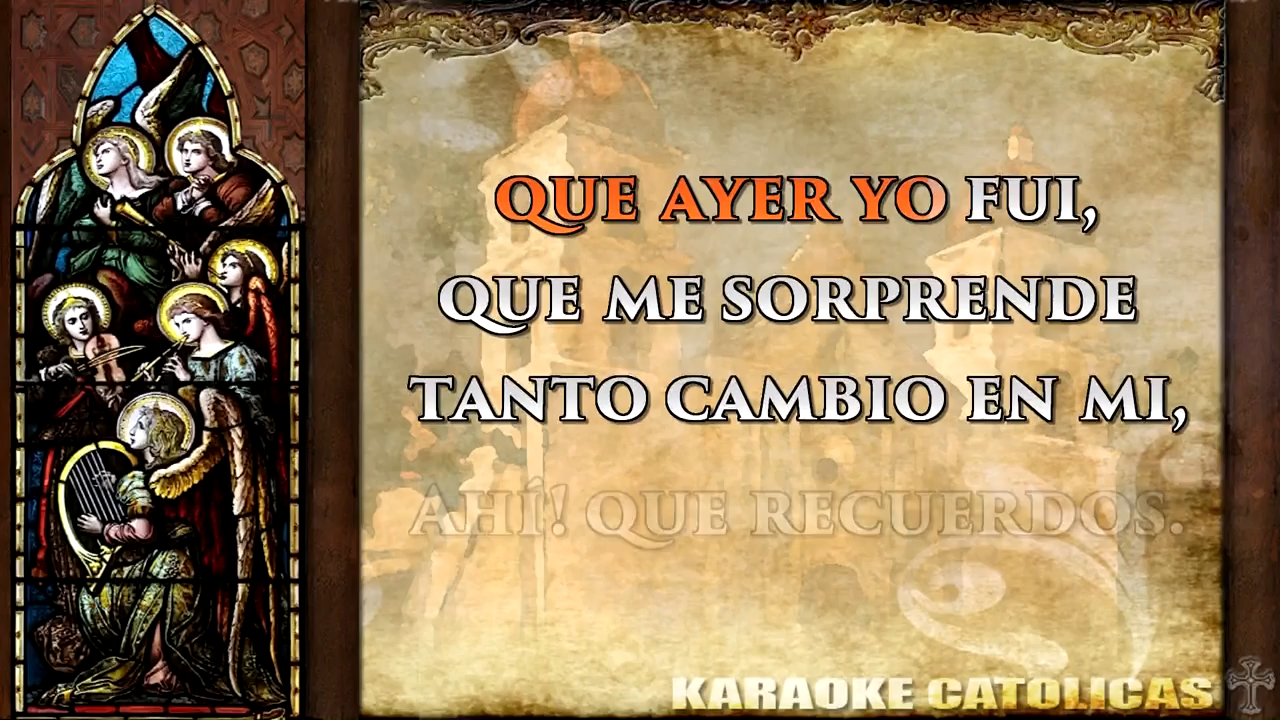 QUE AYER YO FUI,
QUE ME SORPRENDE
TANTO CAMBIO EN MI,
AHÍ! QUE RECUERDOS.
KARAOKE CATOLICAS